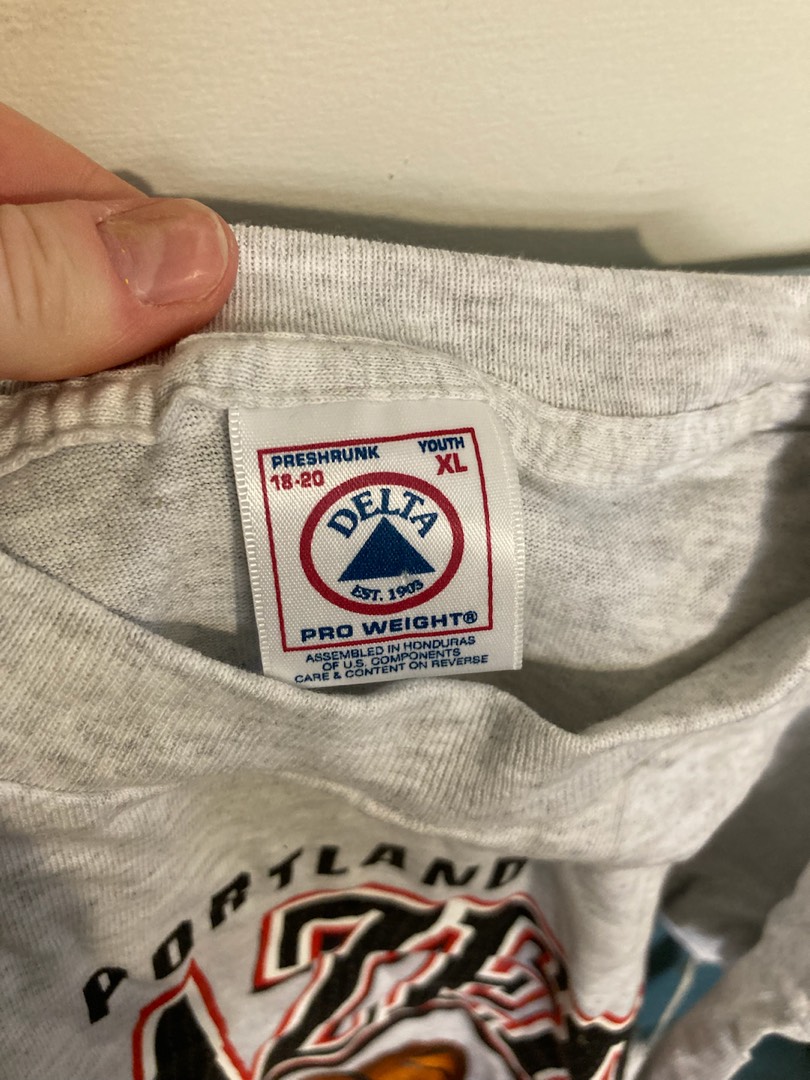 PRESHRUNK YOUTH
18-20 XL
DELTA
EST. 1903
PRO WEIGHT®
ASSEMBLED IN HONDURAS
OF U.S. COMPONENTS
CARE & CONTENT ON REVERSE
PORTLAND